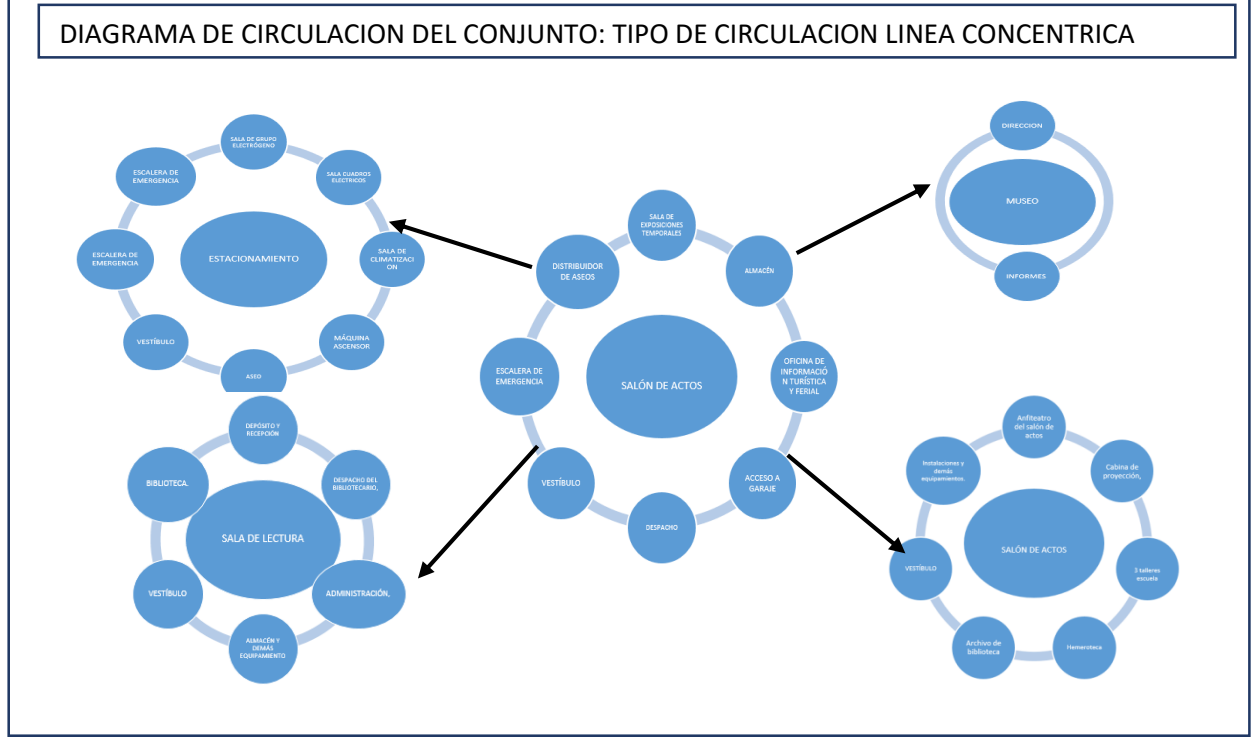 DIAGRAMA DE CIRCULACION DEL CONJUNTO: TIPO DE CIRCULACION LINEA CONCENTRICA
SALA DE GRUPO
ELECTRÓGENO
SALA CUADROS
ELECTRICOS
SALA DE
CLIMATIZACI
ON
MÁQUINA
ASCENSOR
ASEO
VESTÍBULO
ESCALERA DE
EMERGENCIA
ESCALERA DE
EMERGENCIA
ESTACIONAMIENTO
DIRECCION
MUSEO
INFORMES
SALA DE
EXPOSICIONES
TEMPORALES
ALMACÉN
OFICINA DE
INFORMACIÓ
N TURÍSTICA
Y FERIAL
ACCESO A
GARAJE
DESPACHO
VESTÍBULO
ESCALERA DE
EMERGENCIA
DISTRIBUIDOR
DE ASEOS
SALÓN DE ACTOS
DEPÓSITO Y
RECEPCIÓN
DESPACHO DEL
BIBLIOTECARIO,
ADMINISTRACIÓN,
ALMACÉN Y
DEMÁS
EQUIPAMIENTO
VESTÍBULO
BIBLIOTECA.
SALA DE LECTURA
Anfiteatro
del salón de
actos
Cabina de
proyección,
3 talleres
escuela
Hemeroteca
Archivo de
biblioteca
VESTÍBULO
Instalaciones y
demás
equipamientos.
SALÓN DE ACTOS